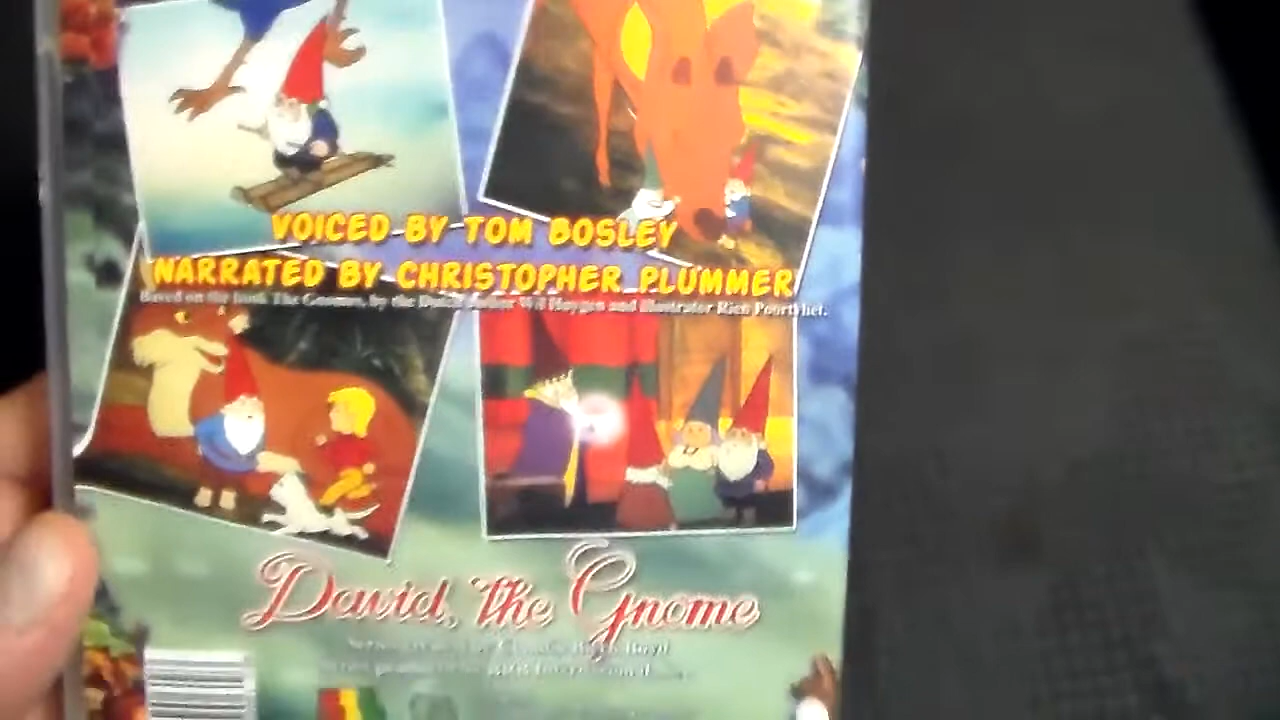 VOICED BY TOM BOSLEY
NARRATED BY CHRISTOPHER PLUMMER
Based on the book The Gnomes, by the Dutch author Wil Huygen and illustrator Rien Poortvliet.
David, the Gnome